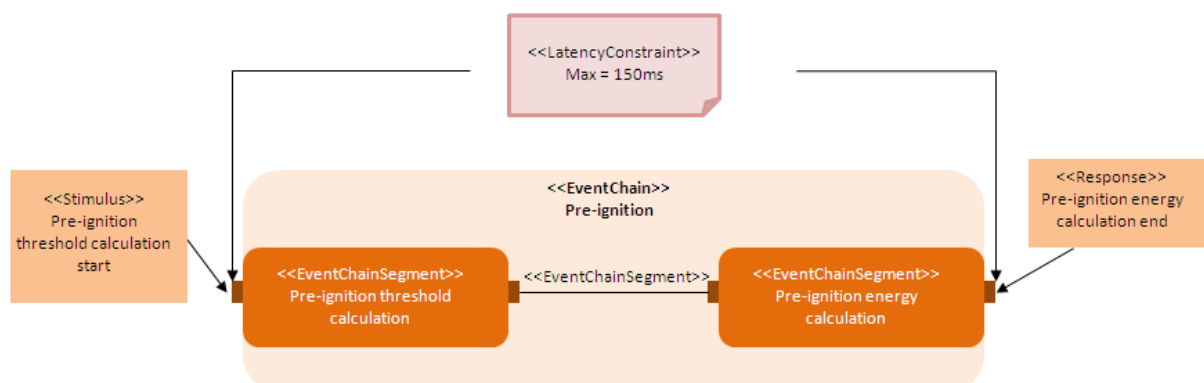 <<LatencyConstraint>>
Max = 150ms
<<Stimulus>>
Pre-ignition
threshold calculation
start
<<EventChain>>
Pre-ignition
<<Response>>
Pre-ignition energy
calculation end
<<EventChainSegment>>
Pre-ignition threshold
calculation
<<EventChainSegment>>
<<EventChainSegment>>
Pre-ignition energy
calculation